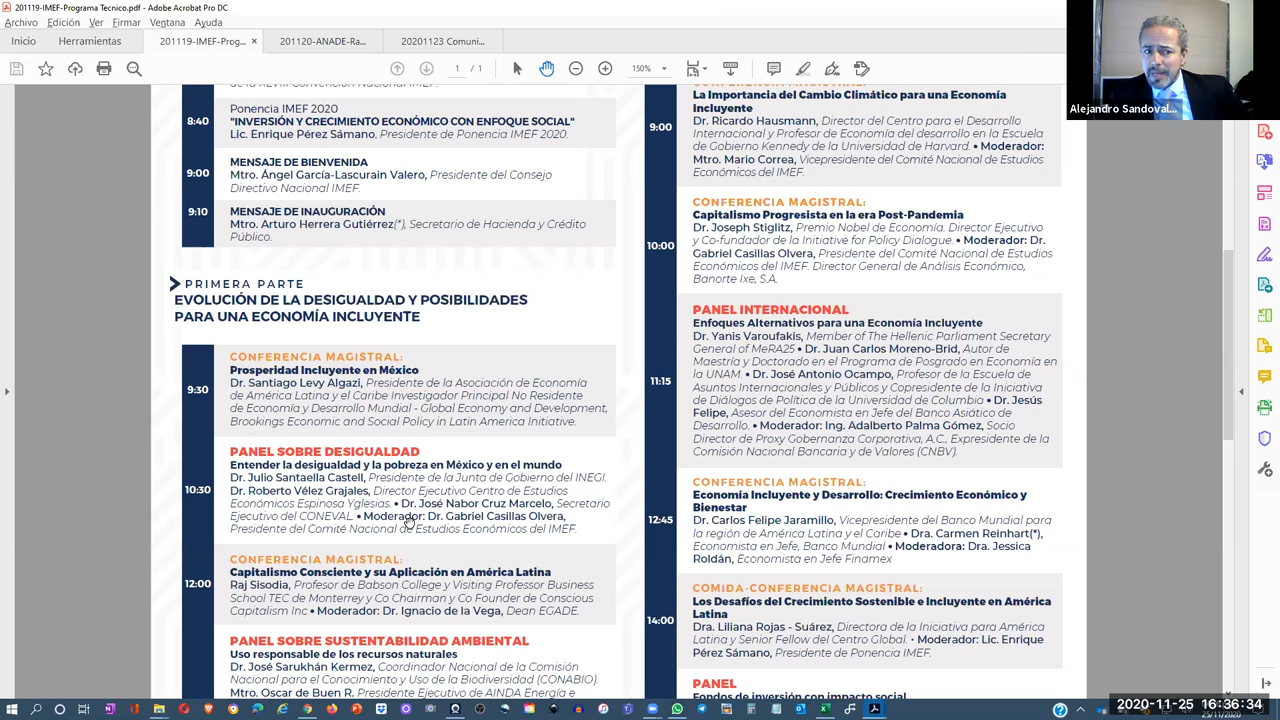 201119-IMEF-Programa Tecnico.pdf - Adobe Acrobat Pro DC
Archivo Edición Ver Firmar Ventana Ayuda
Inicio Herramientas 201119-IMEF-Prog... × 201120-ANADE-Ra... 20201123 Comuni...
1 / 1 150%
Alejandro Sandoval...
8:40
Ponencia IMEF 2020
"INVERSIÓN Y CRECIMIENTO ECONÓMICO CON ENFOQUE SOCIAL"
Lic. Enrique Pérez Sámano, Presidente de Ponencia IMEF 2020.
9:00
MENSAJE DE BIENVENIDA
Mtro. Ángel García-Lascurain Valero, Presidente del Consejo
Directivo Nacional IMEF.
9:10
MENSAJE DE INAUGURACIÓN
Mtro. Arturo Herrera Gutiérrez(*), Secretario de Hacienda y Crédito
Público.
PRIMERA PARTE
EVOLUCIÓN DE LA DESIGUALDAD Y POSIBILIDADES
PARA UNA ECONOMÍA INCLUYENTE
9:30
CONFERENCIA MAGISTRAL:
Prosperidad Incluyente en México
Dr. Santiago Levy Algazi, Presidente de la Asociación de Economía
de América Latina y el Caribe Investigador Principal No Residente
de Economía y Desarrollo Mundial - Global Economy and Development,
Brookings Economic and Social Policy in Latin America Initiative.
10:30
PANEL SOBRE DESIGUALDAD
Entender la desigualdad y la pobreza en México y en el mundo
Dr. Julio Santaella Castell, Presidente de la Junta de Gobierno del INEGI.
Dr. Roberto Vélez Grajales, Director Ejecutivo Centro de Estudios
Económicos Espinosa Yglesias. • Dr. José Nabor Cruz Marcelo, Secretario
Ejecutivo del CONEVAL • Moderador: Dr. Gabriel Casillas Olvera,
Presidente del Comité Nacional de Estudios Económicos del IMEF.
12:00
CONFERENCIA MAGISTRAL:
Capitalismo Consciente y su Aplicación en América Latina
Raj Sisodia, Profesor de Babson College y Visiting Professor Business
School TEC de Monterrey y Co Chairman y Co Founder de Conscious
Capitalism Inc • Moderador: Dr. Ignacio de la Vega, Dean EGADE.
PANEL SOBRE SUSTENTABILIDAD AMBIENTAL
Uso responsable de los recursos naturales
Dr. José Sarukhán Kermez, Coordinador Nacional de la Comisión
Nacional para el Conocimiento y Uso de la Biodiversidad (CONABIO).
Mtro. Oscar de Buen R. Presidente Ejecutivo de AINDA Energía e
9:00
La Importancia del Cambio Climático para una Economía
Incluyente
Dr. Ricardo Hausmann, Director del Centro para el Desarrollo
Internacional y Profesor de Economía del desarrollo en la Escuela
de Gobierno Kennedy de la Universidad de Harvard. • Moderador:
Mtro. Mario Correa, Vicepresidente del Comité Nacional de Estudios
Económicos del IMEF.
10:00
CONFERENCIA MAGISTRAL:
Capitalismo Progresista en la era Post-Pandemia
Dr. Joseph Stiglitz, Premio Nobel de Economía. Director Ejecutivo
y Co-fundador de la Initiative for Policy Dialogue. • Moderador: Dr.
Gabriel Casillas Olvera, Presidente del Comité Nacional de Estudios
Económicos del IMEF. Director General de Análisis Económico,
Banorte Ixe, S.A.
11:15
PANEL INTERNACIONAL
Enfoques Alternativos para una Economía Incluyente
Dr. Yanis Varoufakis, Member of The Hellenic Parliament Secretary
General of MeRA25 • Dr. Juan Carlos Moreno-Brid, Autor de
Maestría y Doctorado en el Programa de Posgrado en Economía en
la UNAM. • Dr. José Antonio Ocampo, Profesor de la Escuela de
Asuntos Internacionales y Públicos y Copresidente de la Iniciativa
de Diálogos de Política de la Universidad de Columbia • Dr. Jesús
Felipe, Asesor del Economista en Jefe del Banco Asiático de
Desarrollo. • Moderador: Ing. Adalberto Palma Gómez, Socio
Director de Proxy Gobernanza Corporativa, A.C., Expresidente de la
Comisión Nacional Bancaria y de Valores (CNBV).
12:45
CONFERENCIA MAGISTRAL:
Economía Incluyente y Desarrollo: Crecimiento Económico y
Bienestar
Dr. Carlos Felipe Jaramillo, Vicepresidente del Banco Mundial para
la región de América Latina y el Caribe • Dra. Carmen Reinhart(*),
Economista en Jefe, Banco Mundial • Moderadora: Dra. Jessica
Roldán, Economista en Jefe Finamex
14:00
COMIDA-CONFERENCIA MAGISTRAL:
Los Desafíos del Crecimiento Sostenible e Incluyente en América
Latina
Dra. Liliana Rojas - Suárez, Directora de la Iniciativa para América
Latina y Senior Fellow del Centro Global. • Moderador: Lic. Enrique
Pérez Sámano, Presidente de Ponencia IMEF.
PANEL
Fondos de inversión con impacto social
2020-11-25 16:36:34
25/11/2020